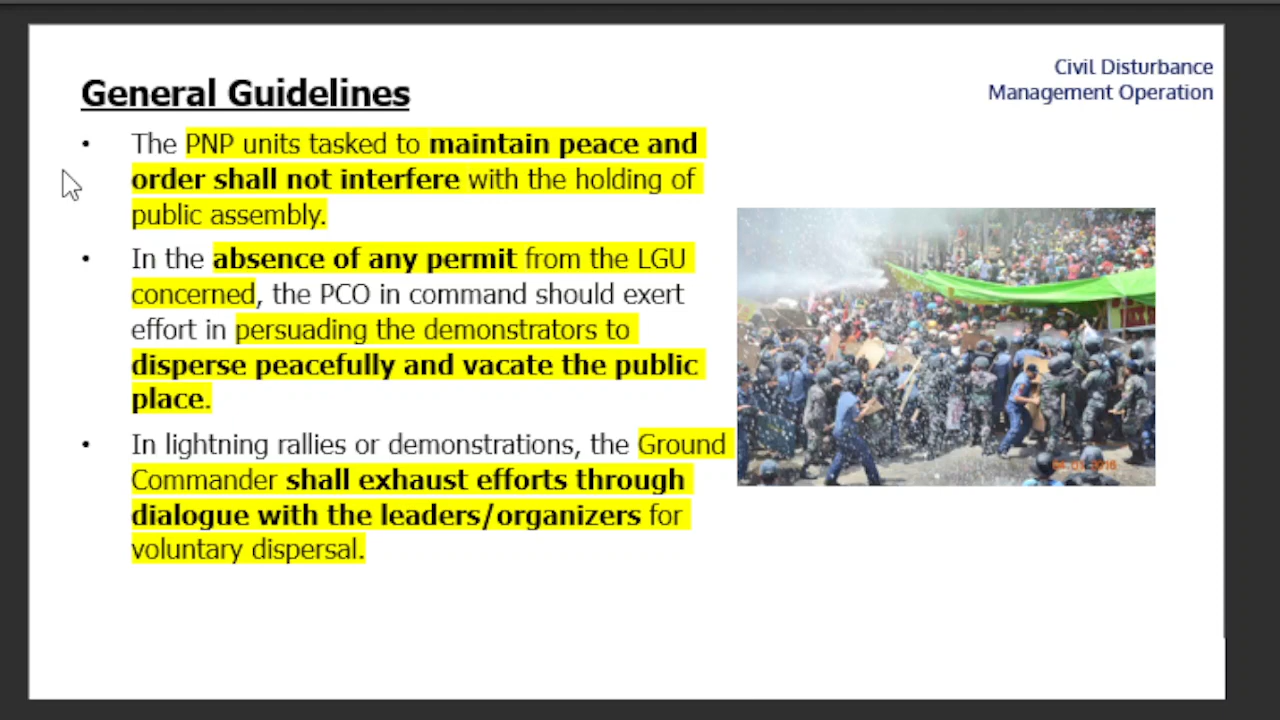 Civil Disturbance
Management Operation
General Guidelines
• The PNP units tasked to maintain peace and
order shall not interfere with the holding of
public assembly.
• In the absence of any permit from the LGU
concerned, the PCO in command should exert
effort in persuading the demonstrators to
disperse peacefully and vacate the public
place.
• In lightning rallies or demonstrations, the Ground
Commander shall exhaust efforts through
dialogue with the leaders/organizers for
voluntary dispersal.